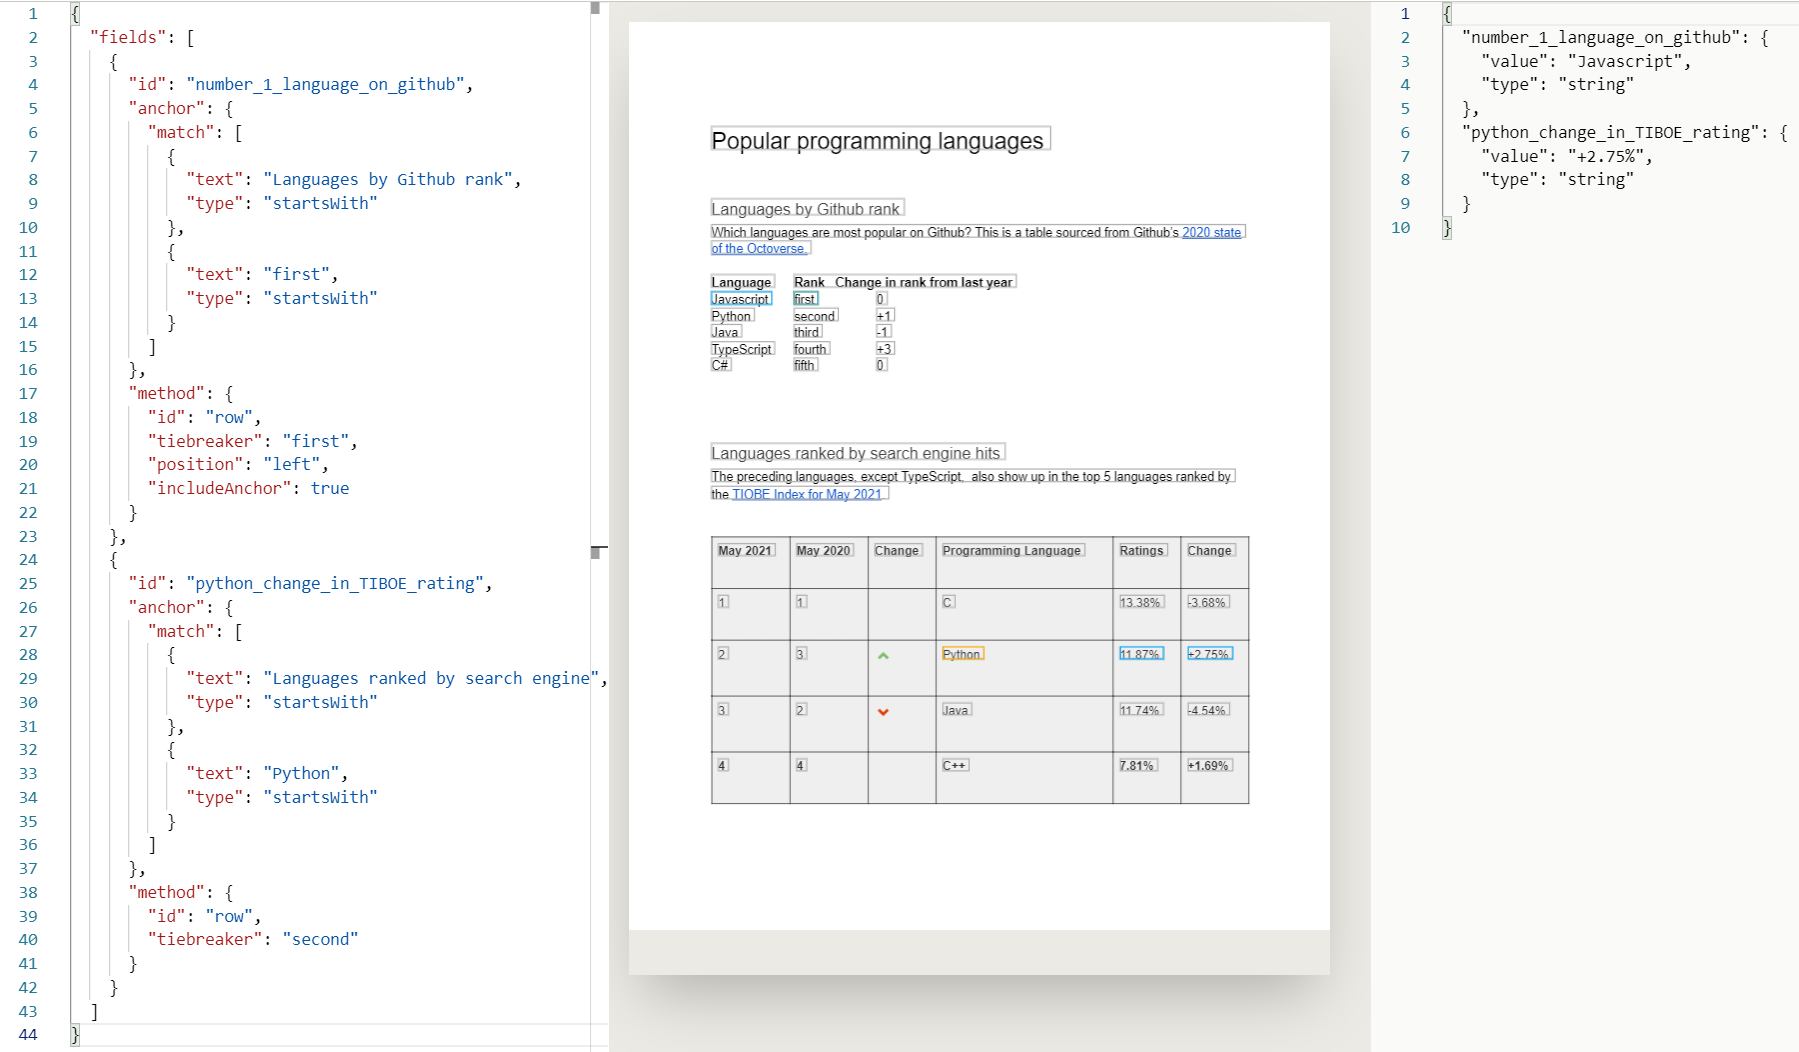 1 {
2 "fields": [
3 {
4 "id": "number_1_language_on_github",
5 "anchor": {
6 "match": [
7 {
8 "text": "Languages by Github rank",
9 "type": "startsWith"
10 },
11 {
12 "text": "first",
13 "type": "startsWith"
14 }
15 ]
16 },
17 "method": {
18 "id": "row",
19 "tiebreaker": "first",
20 "position": "left",
21 "includeAnchor": true
22 }
23 },
24 {
25 "id": "python_change_in_TIBOE_rating",
26 "anchor": {
27 "match": [
28 {
29 "text": "Languages ranked by search engine",
30 "type": "startsWith"
31 },
32 {
33 "text": "Python",
34 "type": "startsWith"
35 }
36 ]
37 },
38 "method": {
39 "id": "row",
40 "tiebreaker": "second"
41 }
42 }
43 ]
44 }
Popular programming languages
Languages by Github rank
Which languages are most popular on Github? This is a table sourced from Github's 2020 state
of the Octoverse.
Language Rank Change in rank from last year
Javascript first 0
Python second +1
Java third -1
TypeScript fourth +3
C# fifth 0
Languages ranked by search engine hits
The preceding languages, except TypeScript, also show up in the top 5 languages ranked by
the TIOBE Index for May 2021
May 2021 May 2020 Change Programming Language Ratings Change
1 1 C 13.38% -3.68%
2 3 Python 11.87% +2.75%
3 2 Java 11.74% -4.54%
4 4 C++ 7.81% +1.69%
1 {
2 "number_1_language_on_github": {
3 "value": "Javascript",
4 "type": "string"
5 },
6 "python_change_in_TIBOE_rating": {
7 "value": "+2.75%",
8 "type": "string"
9 }
10 }